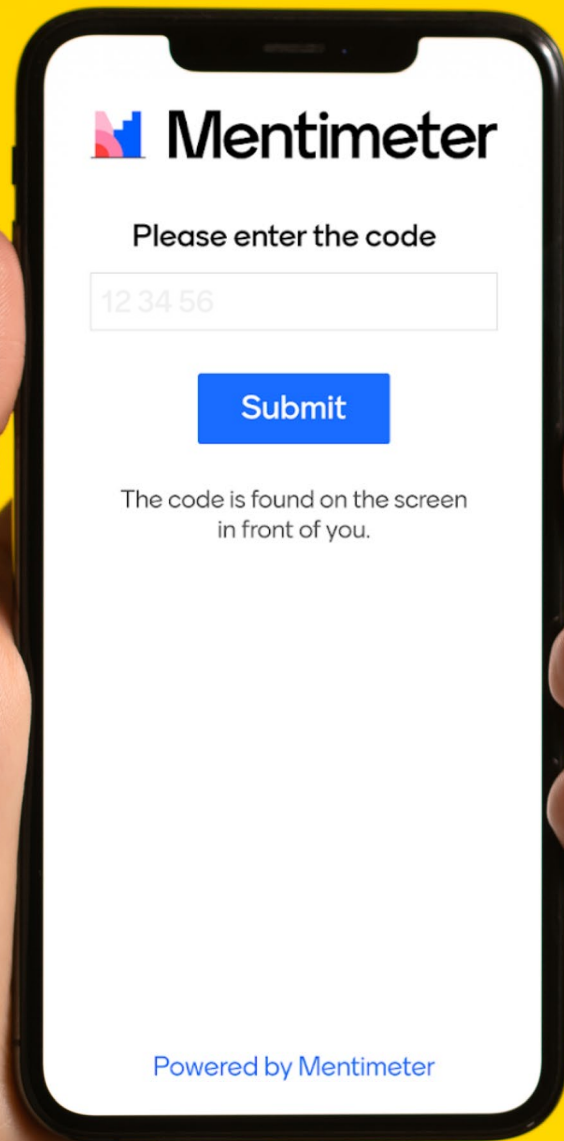 Mentimeter
Please enter the code
12 34 56
Submit
The code is found on the screen
in front of you.
Powered by Mentimeter